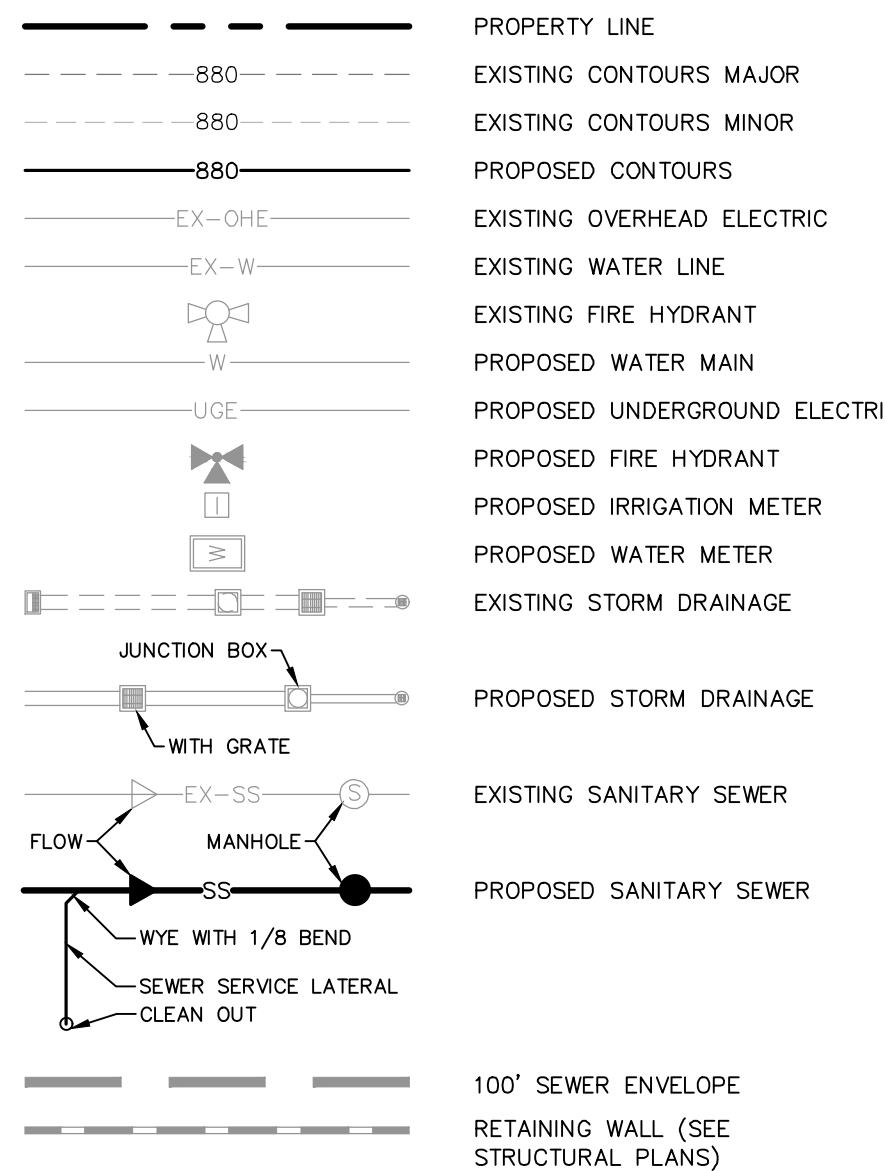 PROPERTY LINE
880 EXISTING CONTOURS MAJOR
880 EXISTING CONTOURS MINOR
880 PROPOSED CONTOURS
EX-OHE EXISTING OVERHEAD ELECTRIC
EX-W EXISTING WATER LINE
EXISTING FIRE HYDRANT
W PROPOSED WATER MAIN
UGE PROPOSED UNDERGROUND ELECTRI
PROPOSED FIRE HYDRANT
I PROPOSED IRRIGATION METER
W PROPOSED WATER METER
EXISTING STORM DRAINAGE
JUNCTION BOX
PROPOSED STORM DRAINAGE
WITH GRATE
EX-SS S EXISTING SANITARY SEWER
FLOW MANHOLE
SS PROPOSED SANITARY SEWER
WYE WITH 1/8 BEND
SEWER SERVICE LATERAL
CLEAN OUT
100' SEWER ENVELOPE
RETAINING WALL (SEE
STRUCTURAL PLANS)